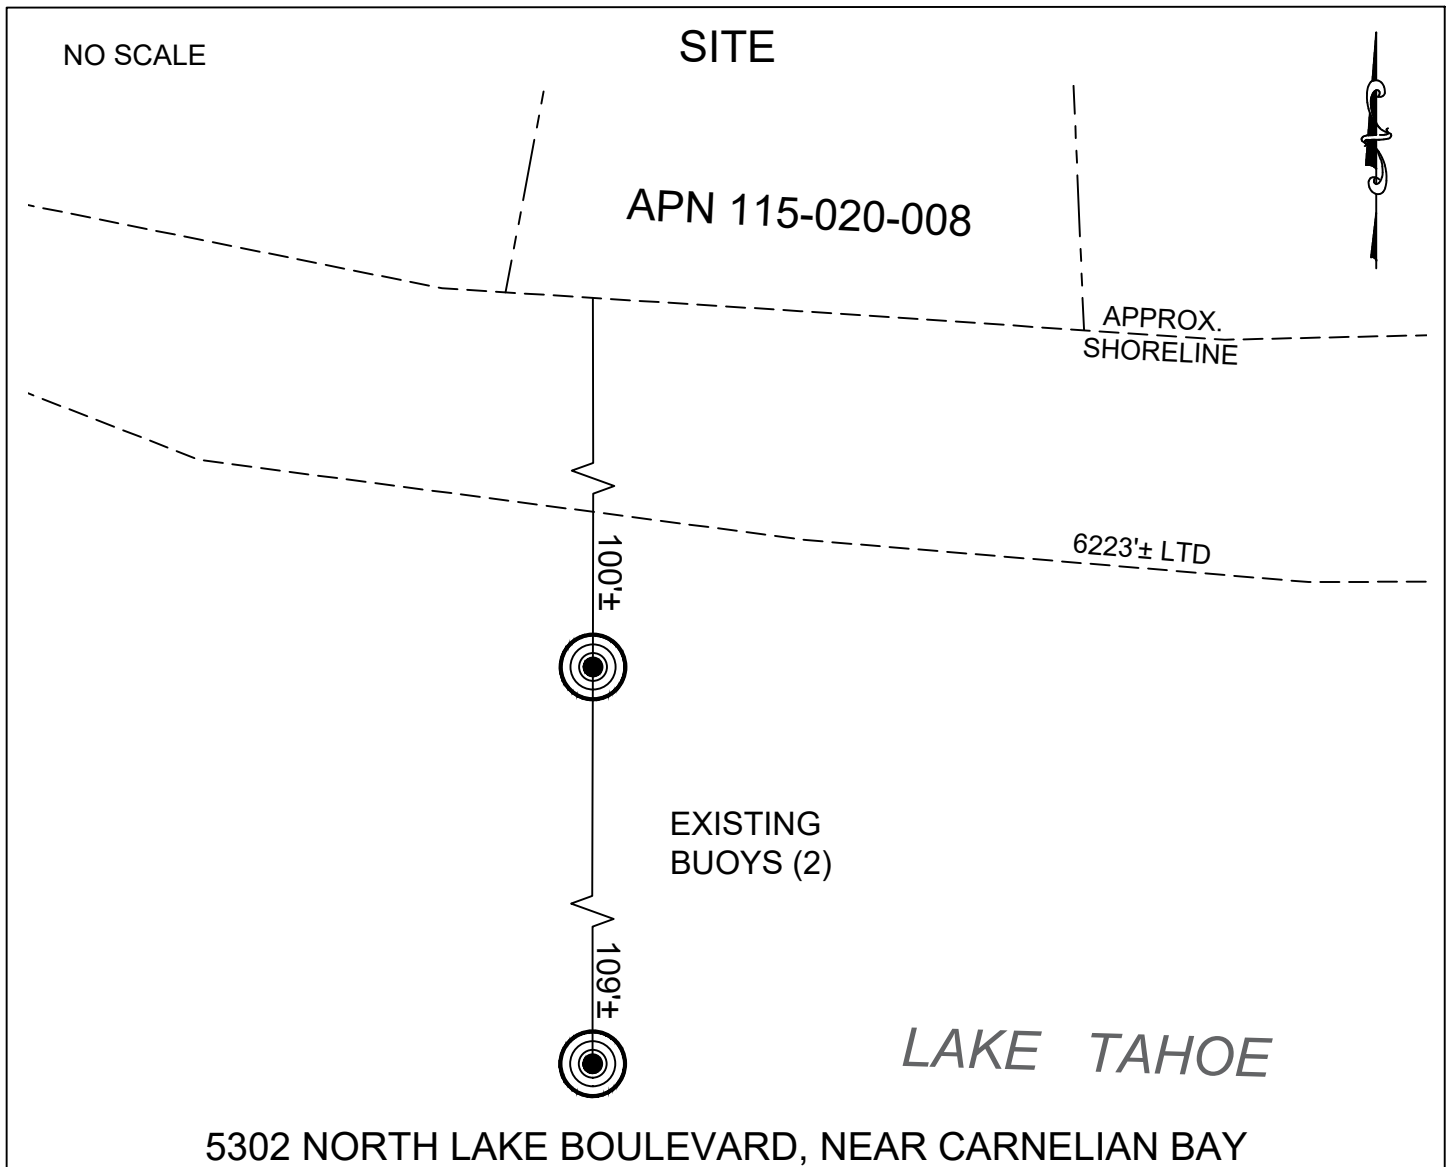 NO SCALE
SITE
APN 115-020-008
APPROX.
SHORELINE
6223'± LTD
100'±
EXISTING
BUOYS (2)
109'±
LAKE TAHOE
5302 NORTH LAKE BOULEVARD, NEAR CARNELIAN BAY